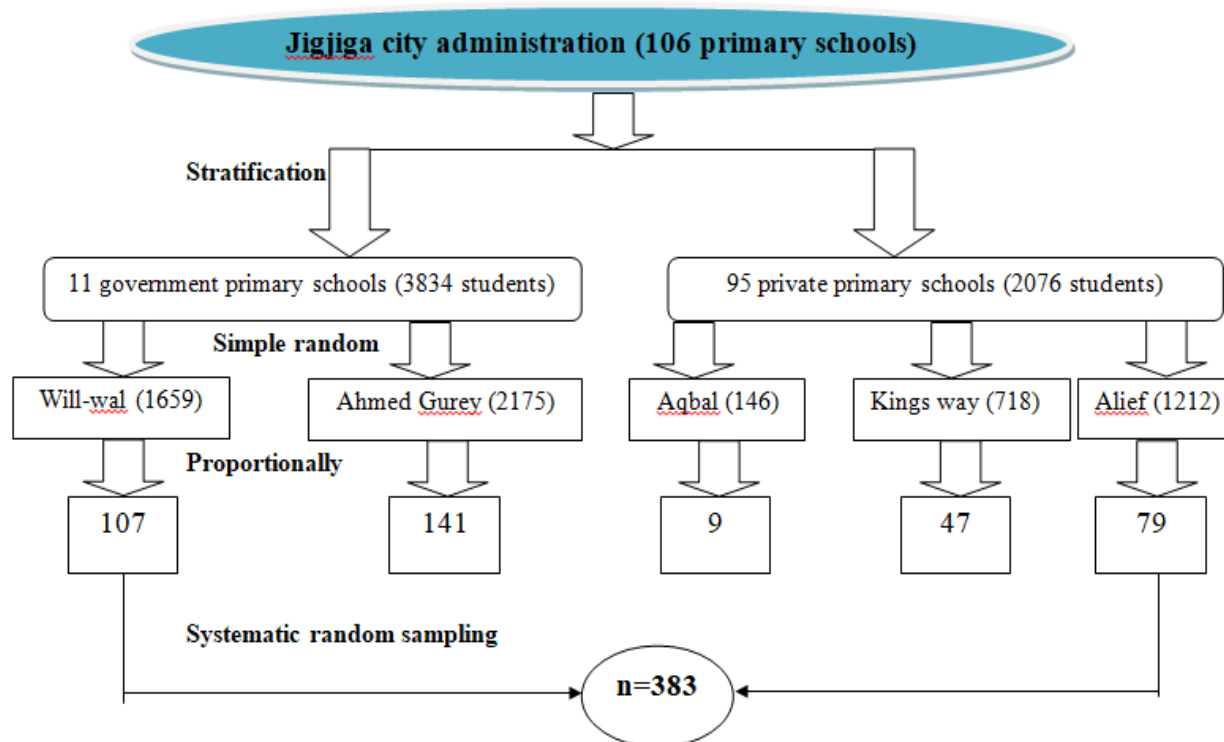 Jigjiga city administration (106 primary schools)
Stratification
11 government primary schools (3834 students)
95 private primary schools (2076 students)
Simple random
Will-wal (1659)
Ahmed Gurey (2175)
Aqbal (146)
Kings way (718)
Alief (1212)
Proportionally
107
141
9
47
79
Systematic random sampling
n=383